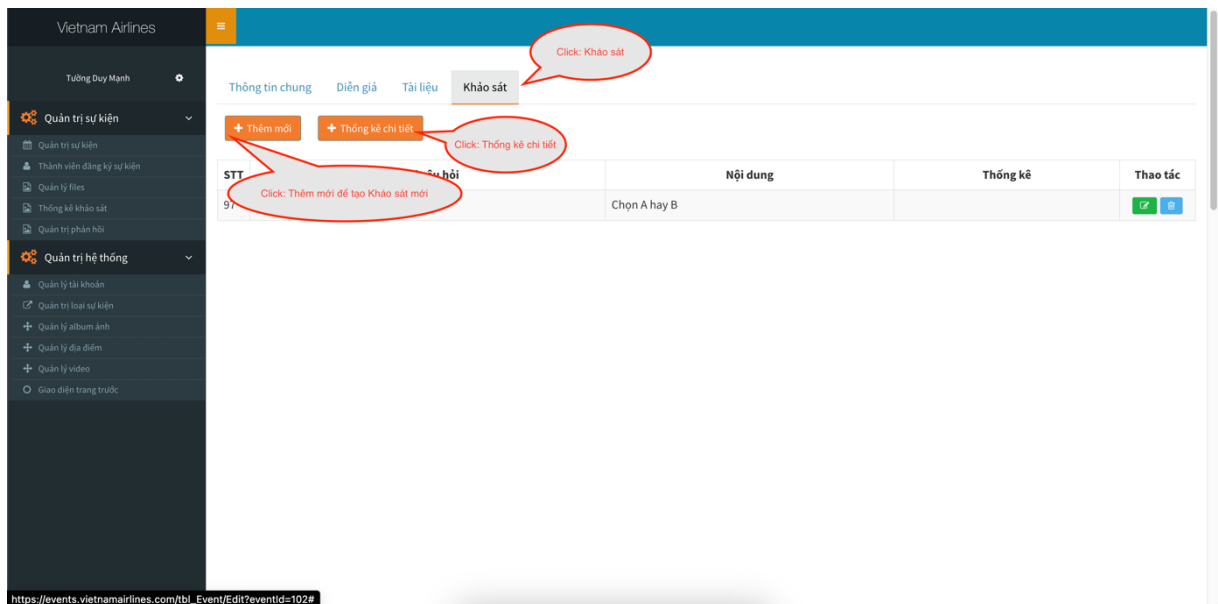 Vietnam Airlines
Tường Duy Mạnh
Quản trị sự kiện
Quản trị sự kiện
Thành viên đăng ký sự kiện
Quản lý files
Thống kê khảo sát
Quản trị phản hồi
Quản trị hệ thống
Quản lý tài khoản
Quản trị loại sự kiện
Quản lý album ảnh
Quản lý địa điểm
Quản lý video
Giao diện trang trước
Click: Khảo sát
Thông tin chung Diễn giả Tài liệu Khảo sát
Thêm mới Thống kê chi tiết
Click: Thống kê chi tiết
STT hỏi Nội dung Thống kê Thao tác
Click: Thêm mới để tạo Khảo sát mới
97 Chọn A hay B
https://events.vietnamairlines.com/tbl_Event/Edit?eventId=102#